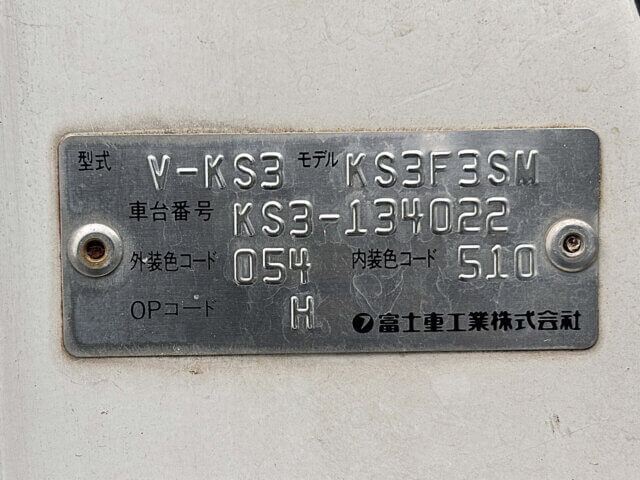 型式 V-KS3 モデル KS3F3SM
車台番号 KS3-134022
外装色コード 054 内装色コード 510
OPコード H フ富士重工業株式会社